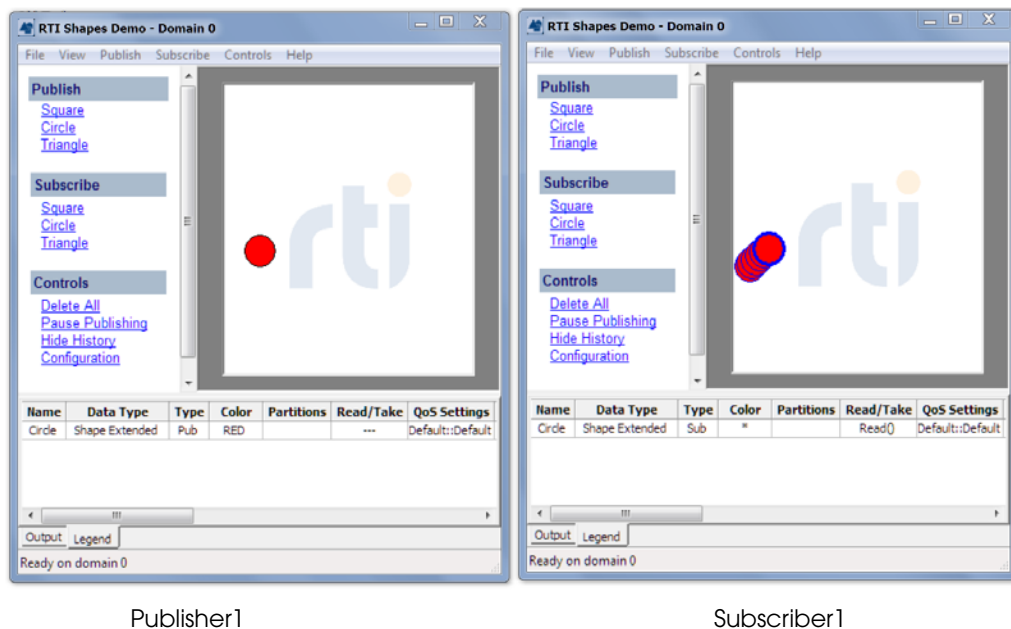 RTI Shapes Demo - Domain 0
File View Publish Subscribe Controls Help
Publish
Square
Circle
Triangle
Subscribe
Square
Circle
Triangle
Controls
Delete All
Pause Publishing
Hide History
Configuration
rti
Name Data Type Type Color Partitions Read/Take QoS Settings
Circle Shape Extended Pub RED --- Default::Default
Output Legend
Ready on domain 0
Publisher1
RTI Shapes Demo - Domain 0
File View Publish Subscribe Controls Help
Publish
Square
Circle
Triangle
Subscribe
Square
Circle
Triangle
Controls
Delete All
Pause Publishing
Hide History
Configuration
rti
Name Data Type Type Color Partitions Read/Take QoS Settings
Circle Shape Extended Sub * Read() Default::Default
Output Legend
Ready on domain 0
Subscriber1